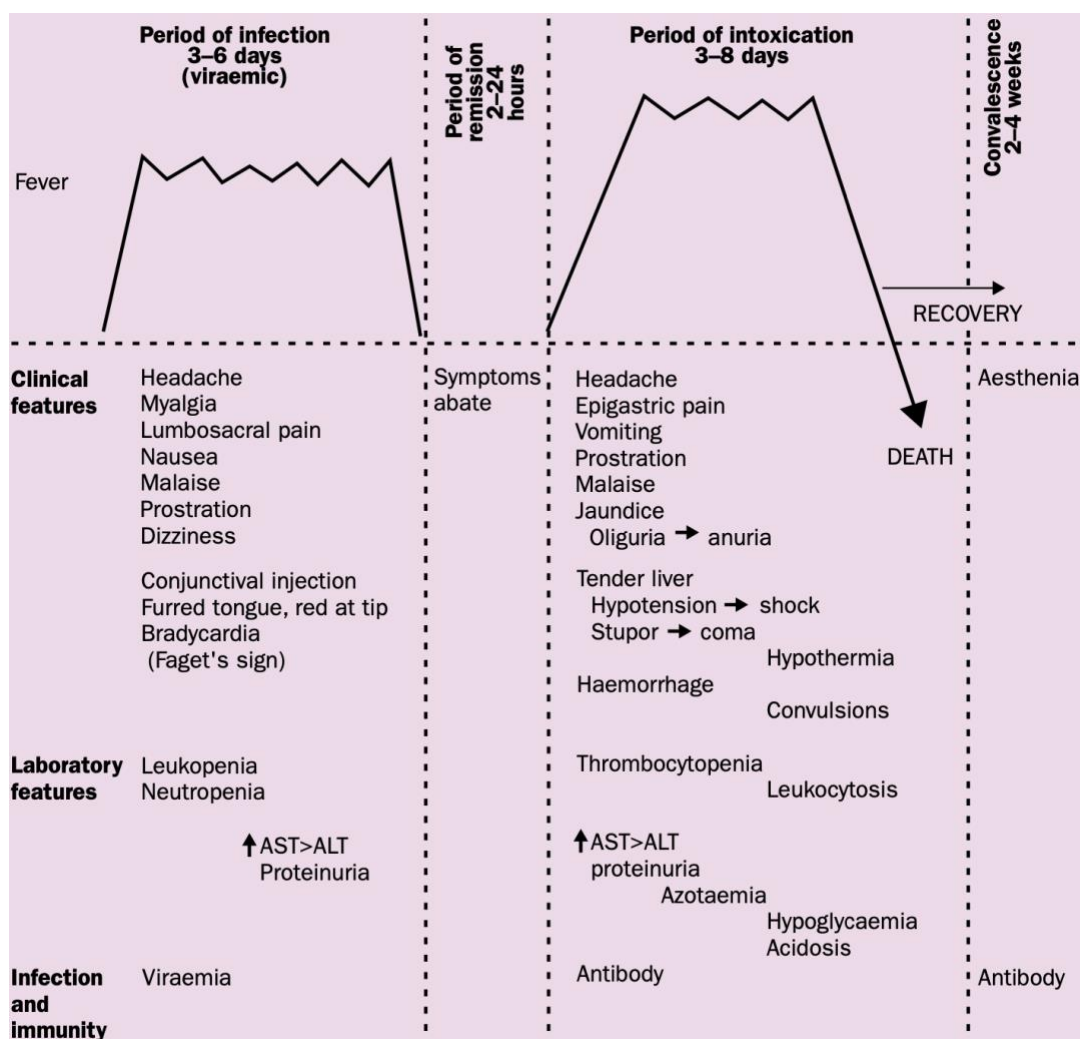 Period of infection
3–6 days
(viraemic)
Period of
remission
2–24
hours
Period of intoxication
3–8 days
Convalescence
2–4 weeks
Fever
RECOVERY
DEATH
Clinical
features
Headache
Myalgia
Lumbosacral pain
Nausea
Malaise
Prostration
Dizziness
Conjunctival injection
Furred tongue, red at tip
Bradycardia
(Faget's sign)
Symptoms
abate
Headache
Epigastric pain
Vomiting
Prostration
Malaise
Jaundice
Oliguria → anuria
Tender liver
Hypotension → shock
Stupor → coma
Hypothermia
Haemorrhage
Convulsions
Aesthenia
Laboratory
features
Leukopenia
Neutropenia
↑ AST>ALT
Proteinuria
Thrombocytopenia
Leukocytosis
↑ AST>ALT
proteinuria
Azotaemia
Hypoglycaemia
Acidosis
Infection
and
immunity
Viraemia
Antibody
Antibody